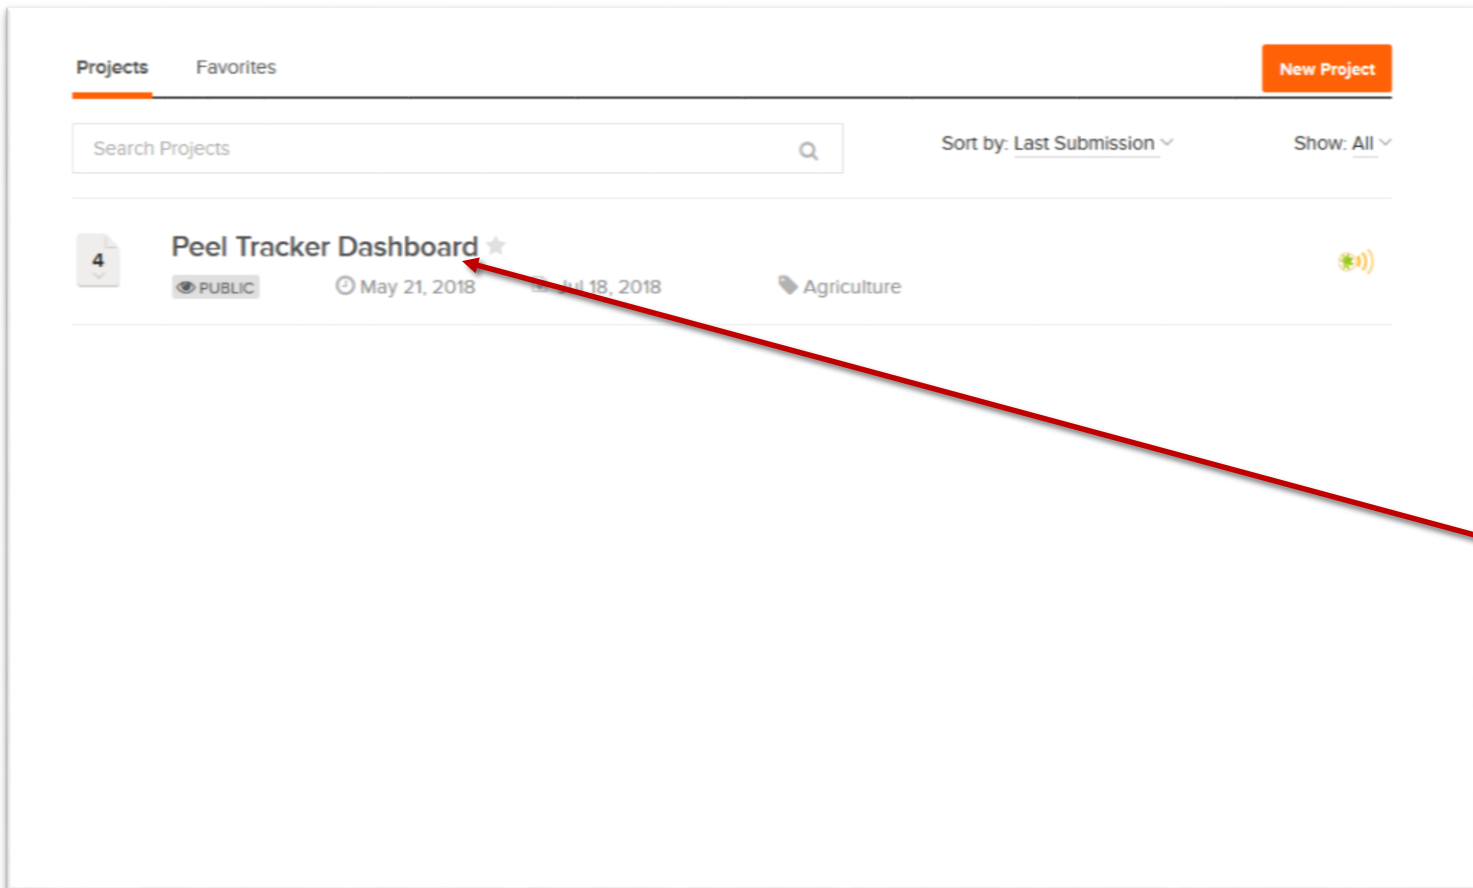 Projects Favorites New Project
Search Projects Sort by: Last Submission Show: All
4 Peel Tracker Dashboard
PUBLIC May 21, 2018 Jul 18, 2018 Agriculture